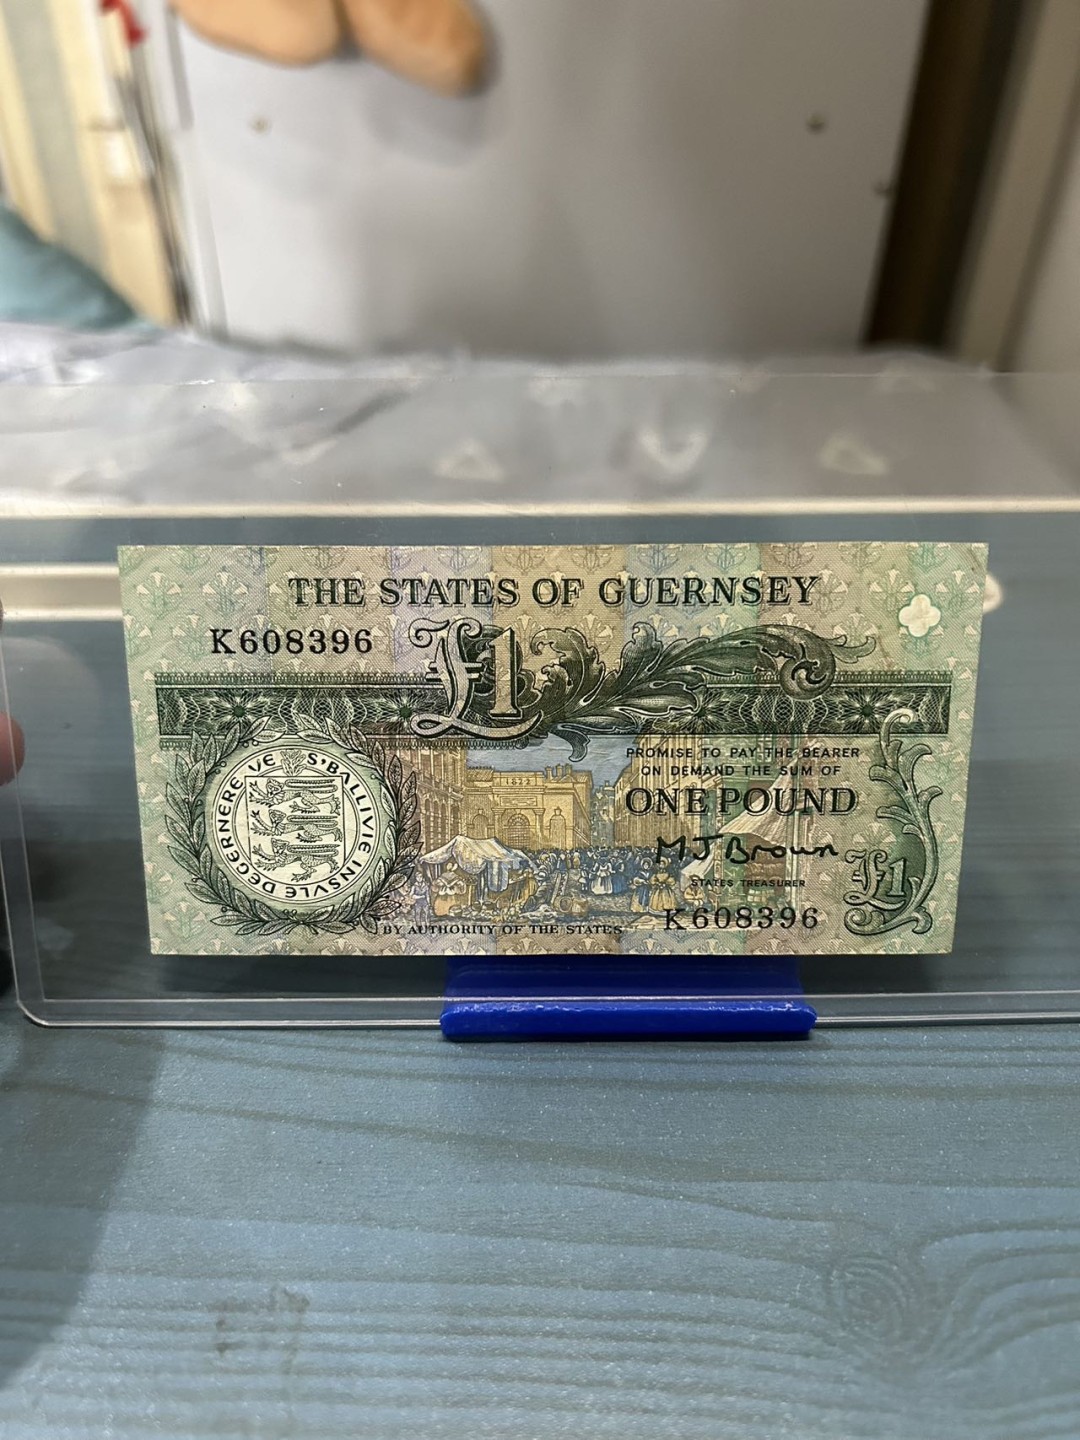 THE STATES OF GUERNSEY
K608396
£1
S'BALLIVIE INSVLE DEGERNERE VE
1822
PROMISE TO PAY THE BEARER
ON DEMAND THE SUM OF
ONE POUND
M J Brown
STATES TREASURER
£1
K608396
BY AUTHORITY OF THE STATES